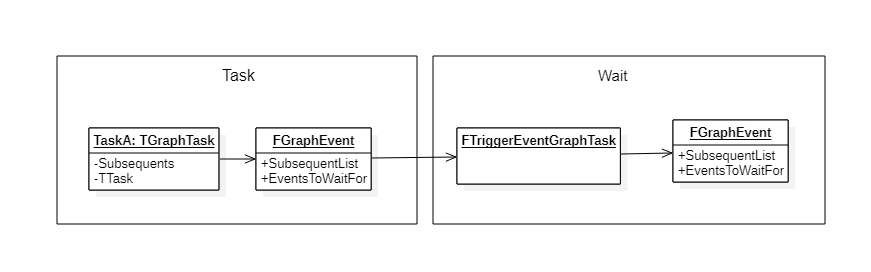 Task
TaskA: TGraphTask
-Subsequents
-TTask
FGraphEvent
+SubsequentList
+EventsToWaitFor
Wait
FTriggerEventGraphTask
FGraphEvent
+SubsequentList
+EventsToWaitFor